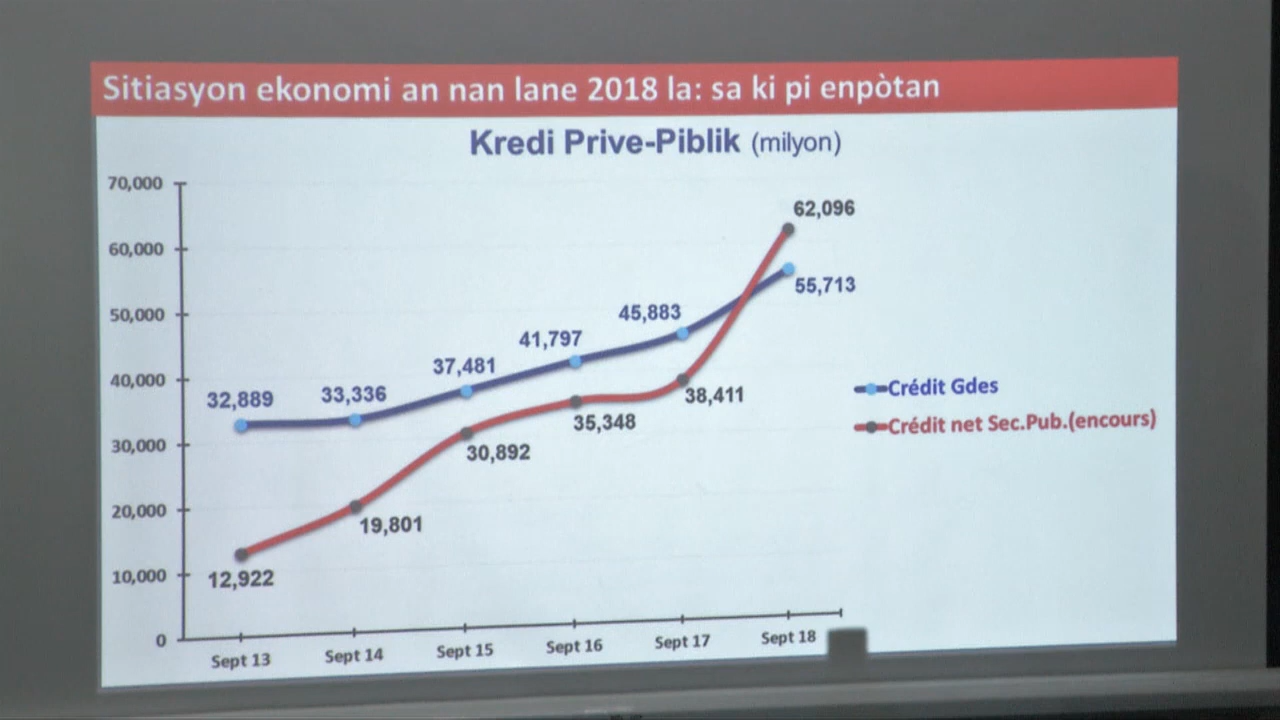 Sitiasyon ekonomi an nan lane 2018 la: sa ki pi enpòtan
Kredi Prive-Piblik (milyon)
70,000
60,000
50,000
40,000
30,000
20,000
10,000
0
32,889
33,336
37,481
41,797
45,883
55,713
62,096
12,922
19,801
30,892
35,348
38,411
Crédit Gdes
Crédit net Sec.Pub.(encours)
Sept 13
Sept 14
Sept 15
Sept 16
Sept 17
Sept 18